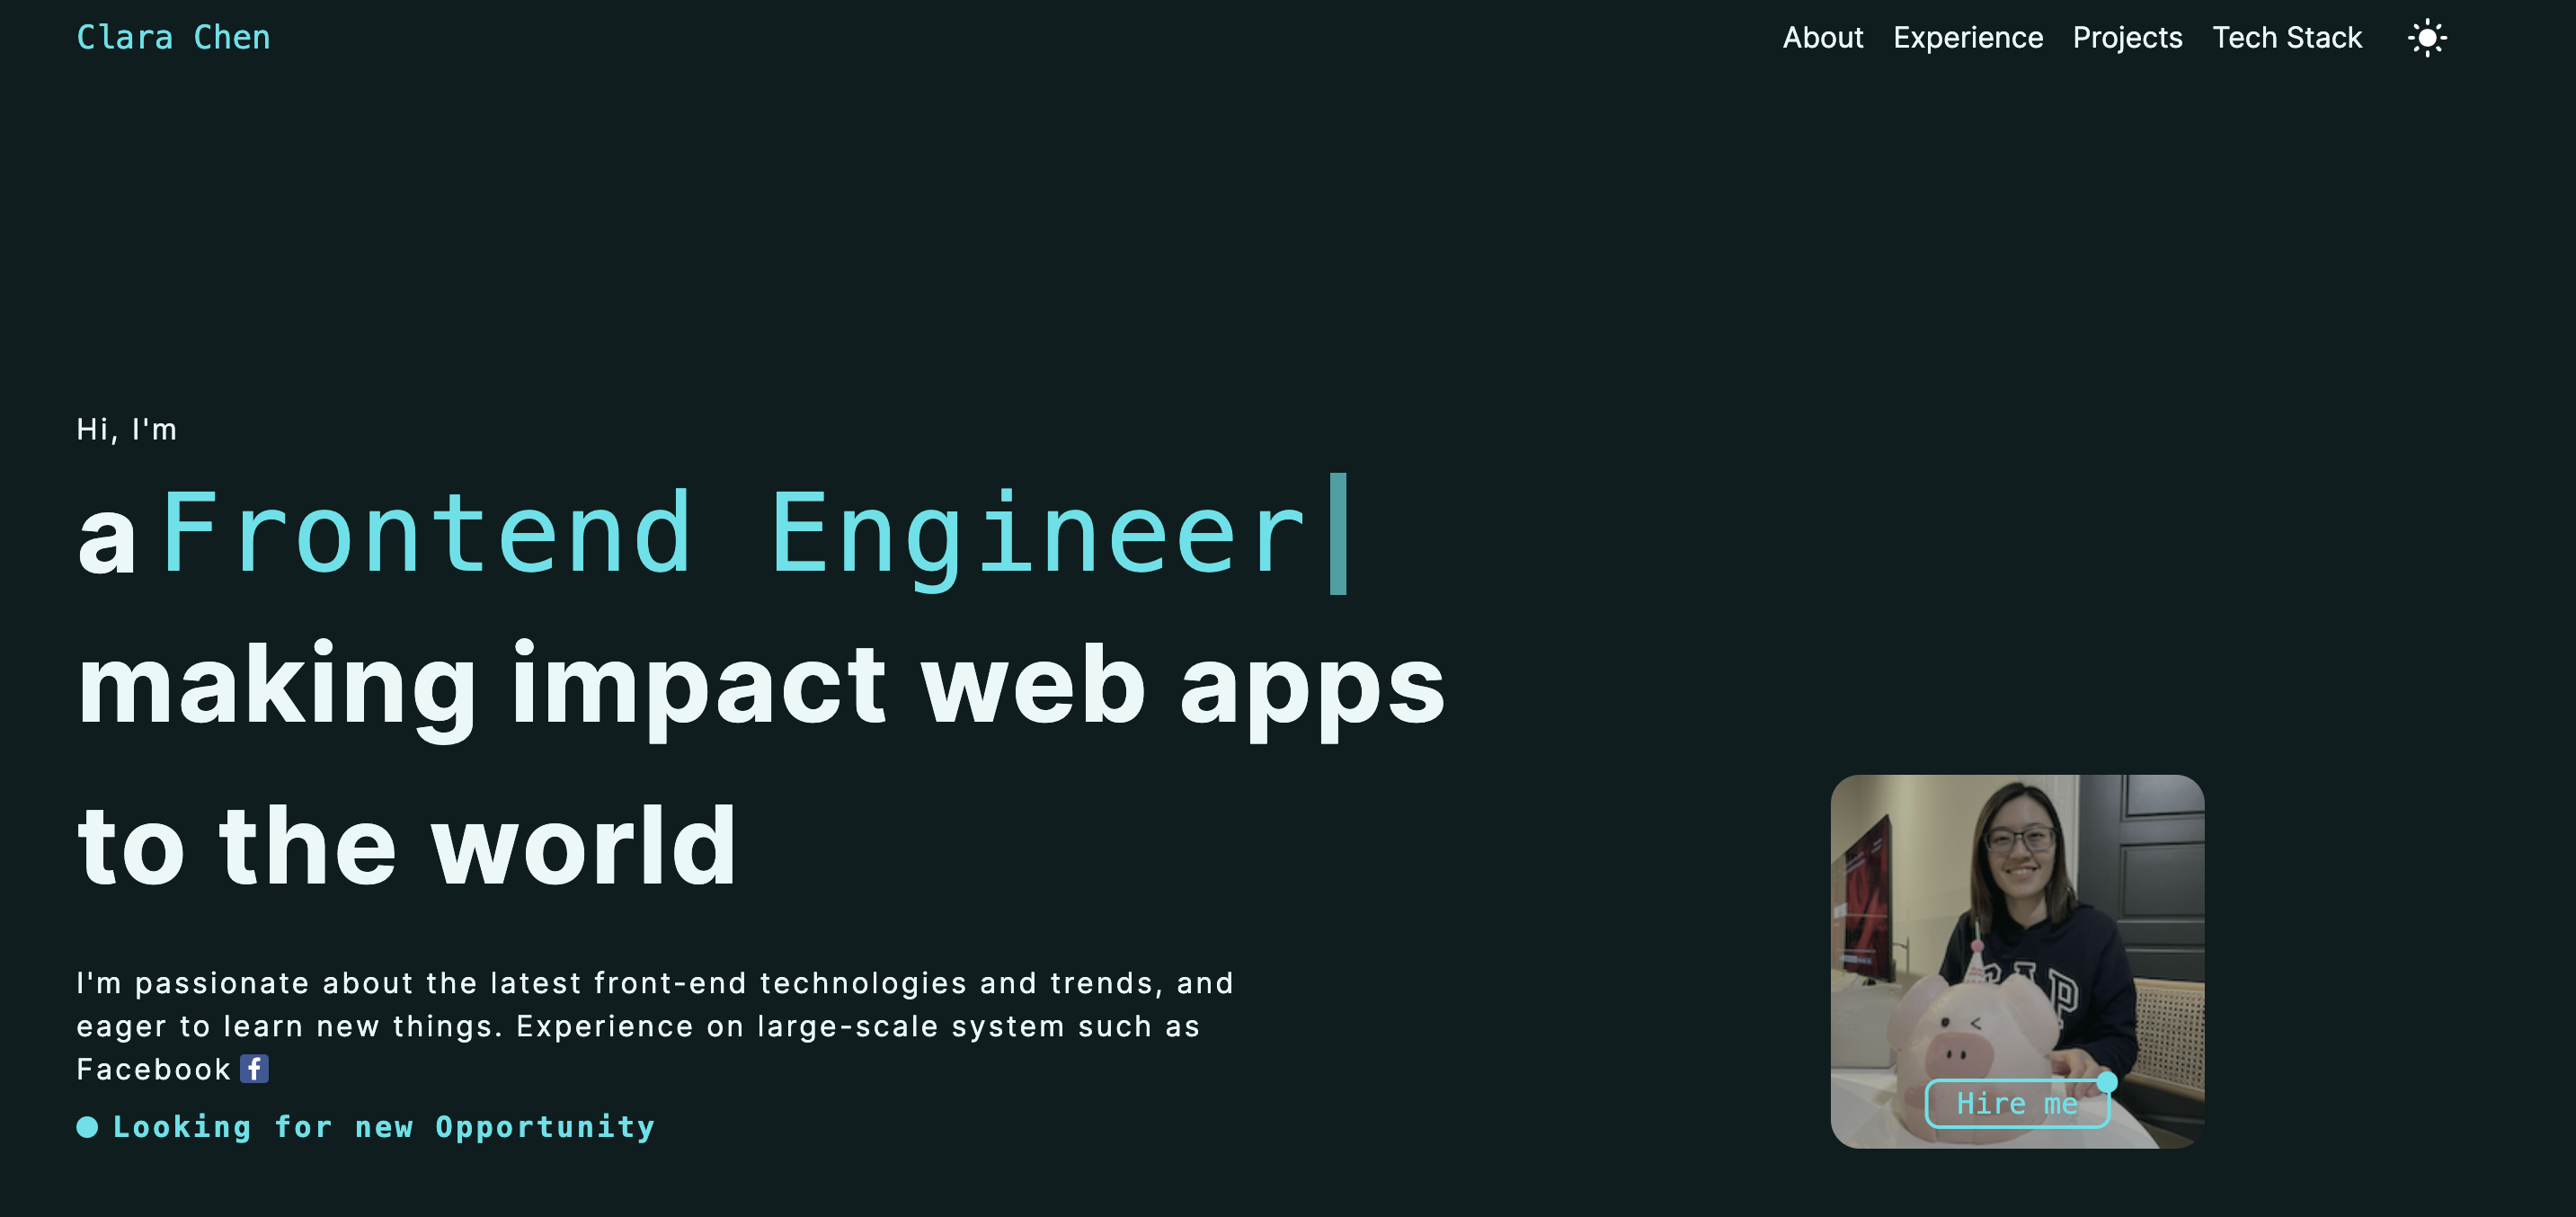 Clara Chen
About Experience Projects Tech Stack
Hi, I'm
a Frontend Engineer
making impact web apps
to the world
I'm passionate about the latest front-end technologies and trends, and
eager to learn new things. Experience on large-scale system such as
Facebook
Looking for new Opportunity
GAP
Hire me